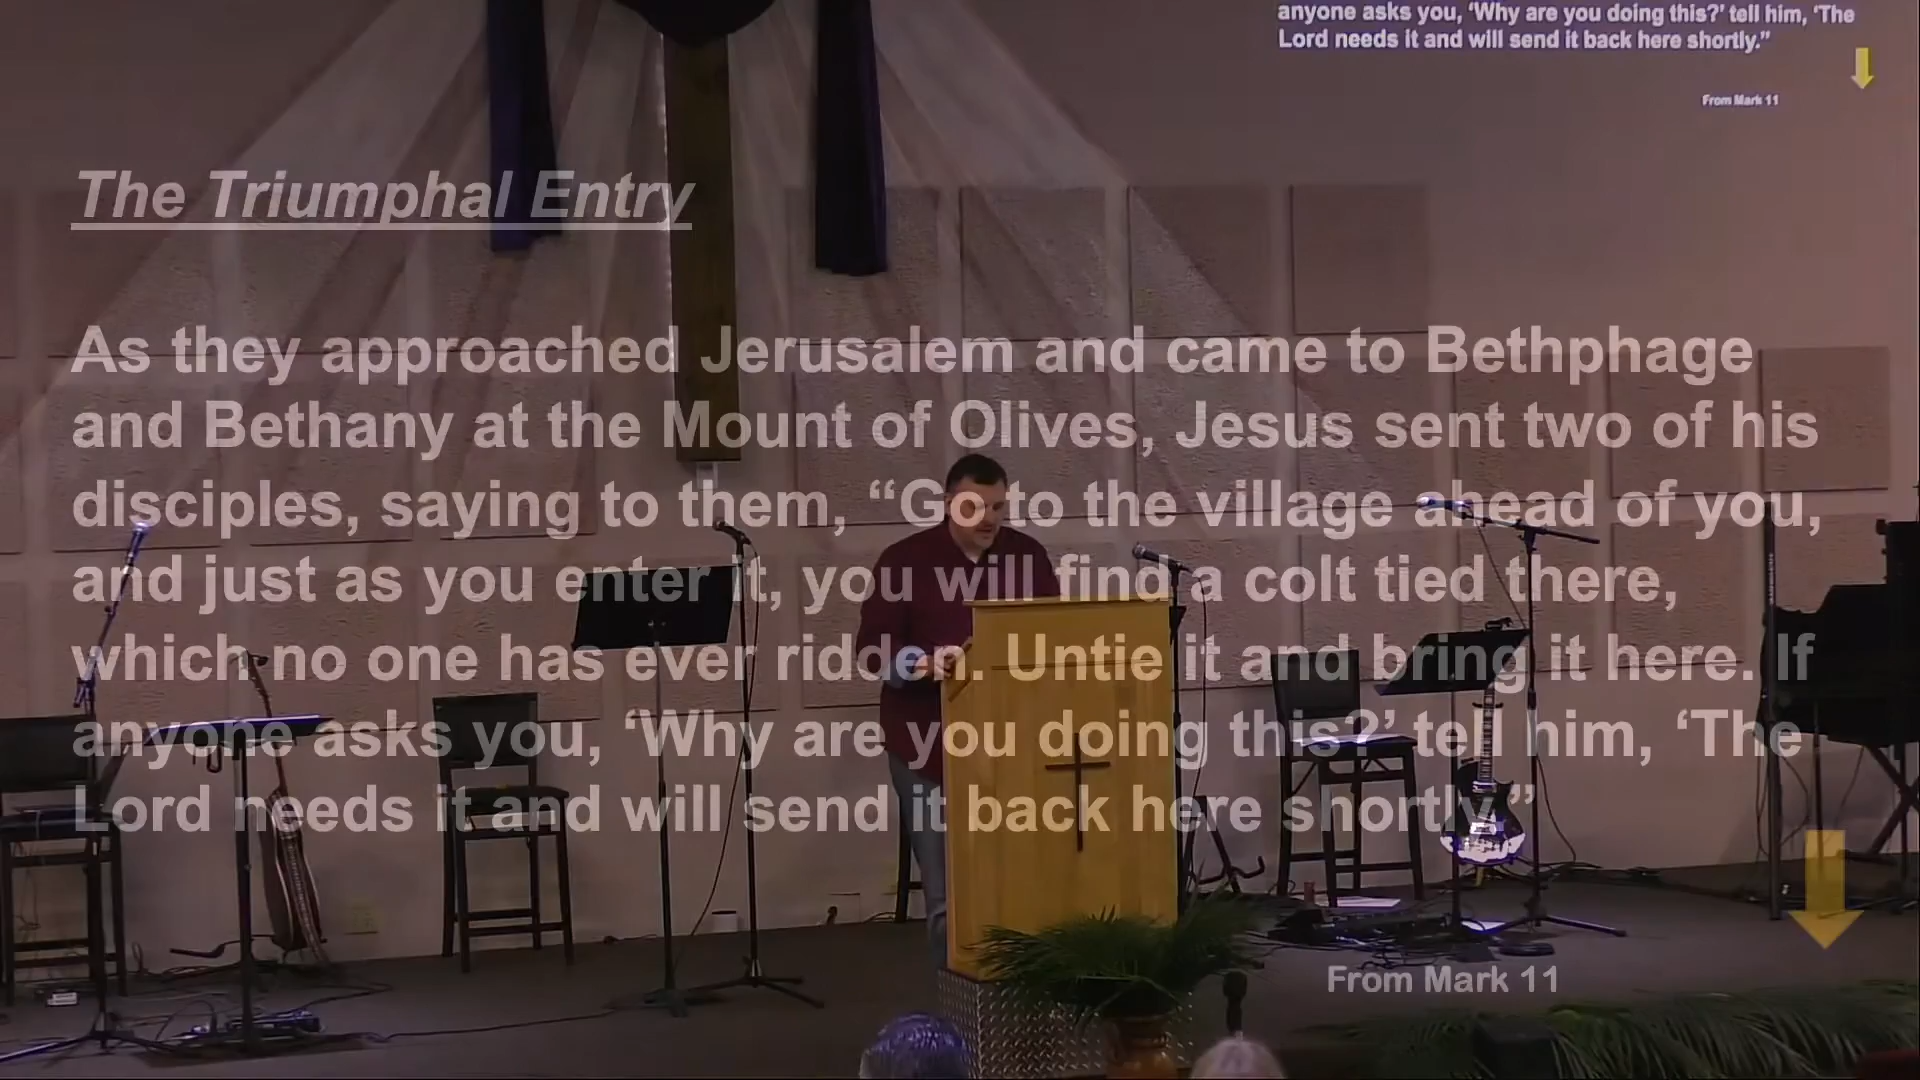 anyone asks you, ‘Why are you doing this?’ tell him, ‘The
Lord needs it and will send it back here shortly.”
From Mark 11
The Triumphal Entry
As they approached Jerusalem and came to Bethphage
and Bethany at the Mount of Olives, Jesus sent two of his
disciples, saying to them, “Go to the village ahead of you,
and just as you enter it, you will find a colt tied there,
which no one has ever ridden. Untie it and bring it here. If
anyone asks you, ‘Why are you doing this?’ tell him, ‘The
Lord needs it and will send it back here shortly.”
From Mark 11